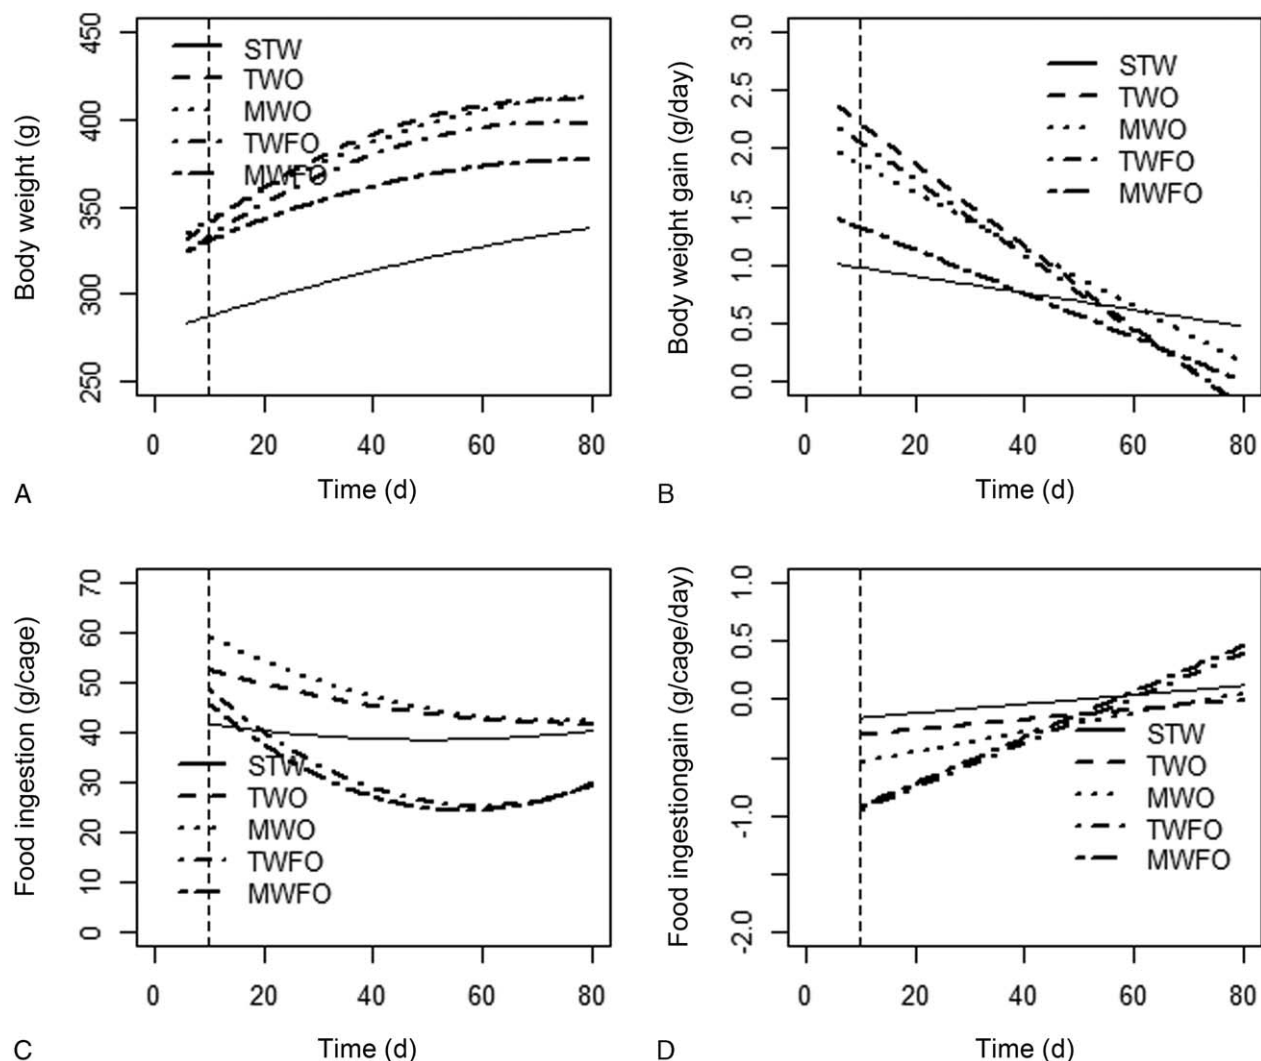 Body weight (g)
450
400
350
300
250
STW
TWO
MWO
TWFO
MWFO
0 20 40 60 80
Time (d)
A
Body weight gain (g/day)
3.0
2.5
2.0
1.5
1.0
0.5
0.0
STW
TWO
MWO
TWFO
MWFO
0 20 40 60 80
Time (d)
B
Food ingestion (g/cage)
70
60
50
40
30
20
10
0
STW
TWO
MWO
TWFO
MWFO
0 20 40 60 80
Time (d)
C
Food ingestiongain (g/cage/day)
1.0
0.5
0.0
-1.0
-2.0
STW
TWO
MWO
TWFO
MWFO
0 20 40 60 80
Time (d)
D